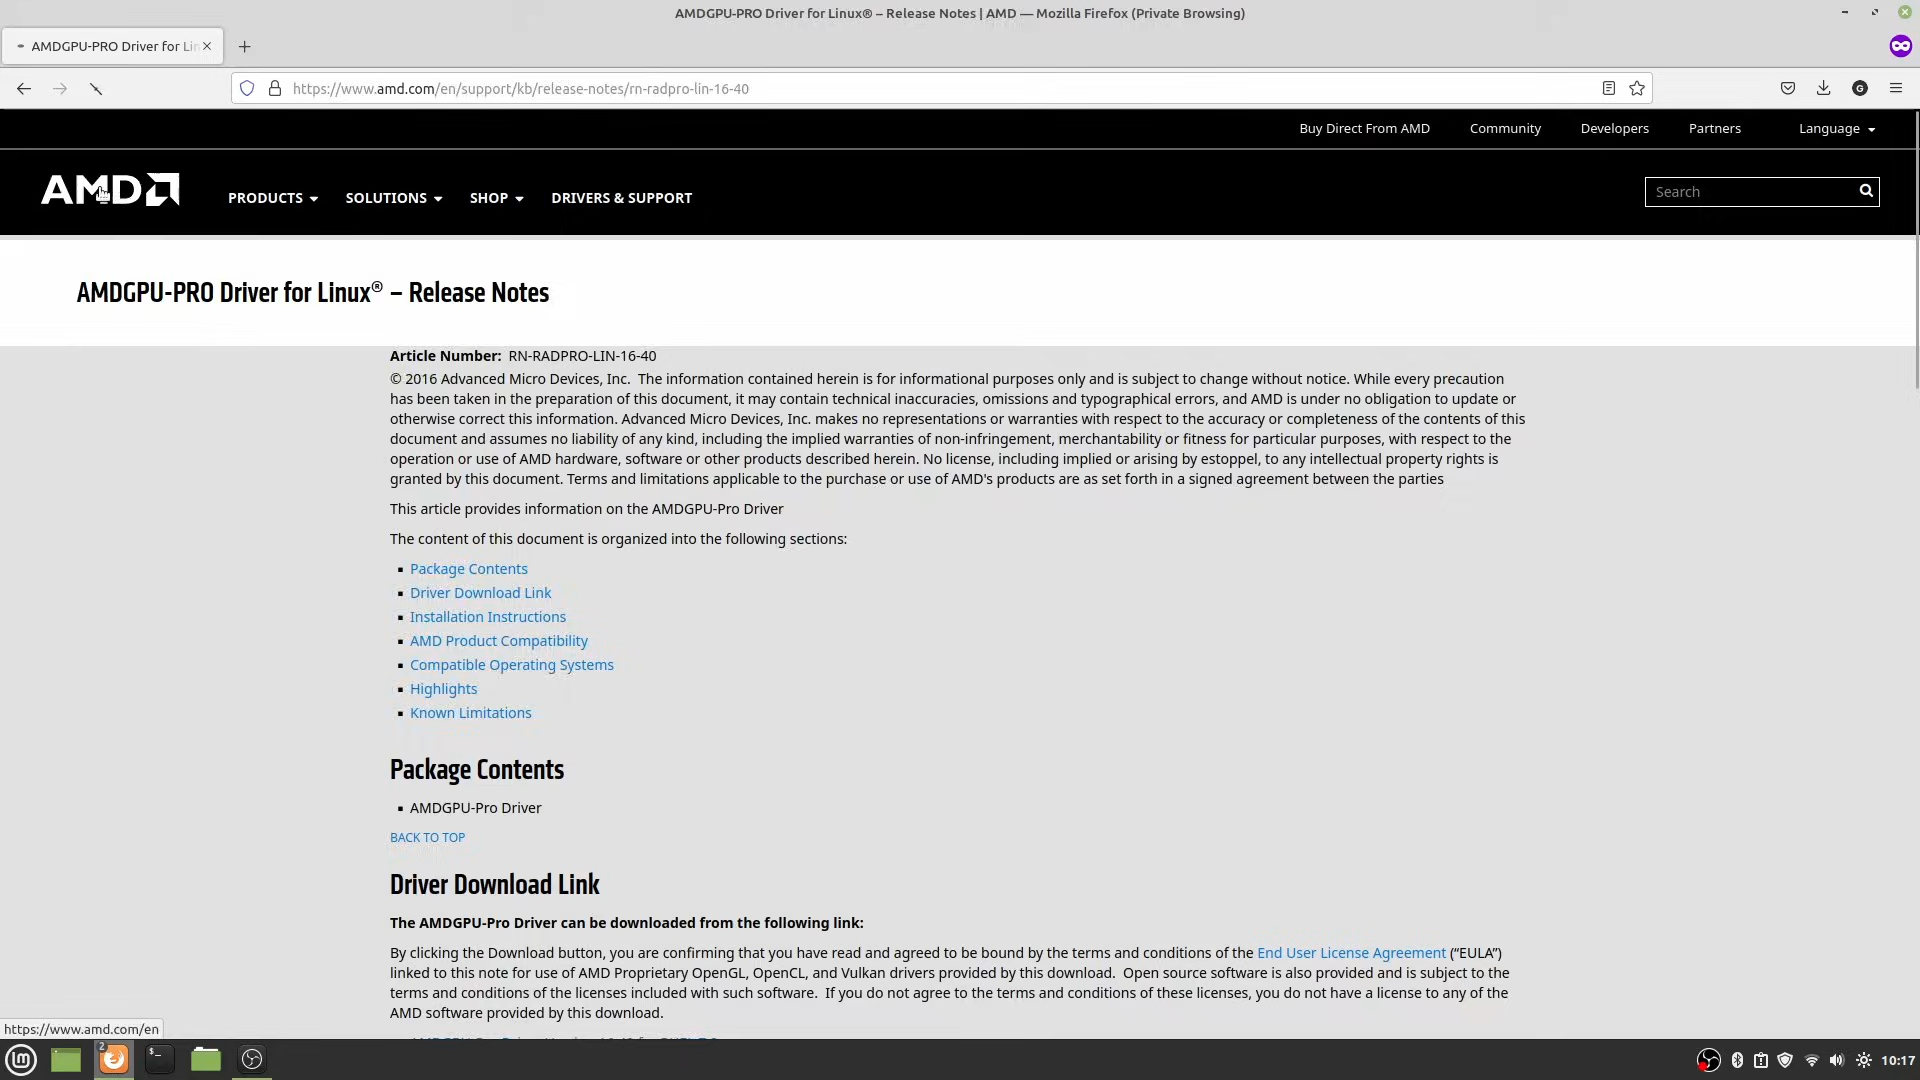 AMDGPU-PRO Driver for Linux® – Release Notes | AMD — Mozilla Firefox (Private Browsing)
AMDGPU-PRO Driver for Lin
https://www.amd.com/en/support/kb/release-notes/rn-radpro-lin-16-40
G
Buy Direct From AMD
Community
Developers
Partners
Language
AMD
PRODUCTS
SOLUTIONS
SHOP
DRIVERS & SUPPORT
Search
AMDGPU-PRO Driver for Linux® – Release Notes
Article Number: RN-RADPRO-LIN-16-40
© 2016 Advanced Micro Devices, Inc. The information contained herein is for informational purposes only and is subject to change without notice. While every precaution
has been taken in the preparation of this document, it may contain technical inaccuracies, omissions and typographical errors, and AMD is under no obligation to update or
otherwise correct this information. Advanced Micro Devices, Inc. makes no representations or warranties with respect to the accuracy or completeness of the contents of this
document and assumes no liability of any kind, including the implied warranties of non-infringement, merchantability or fitness for particular purposes, with respect to the
operation or use of AMD hardware, software or other products described herein. No license, including implied or arising by estoppel, to any intellectual property rights is
granted by this document. Terms and limitations applicable to the purchase or use of AMD's products are as set forth in a signed agreement between the parties
This article provides information on the AMDGPU-Pro Driver
The content of this document is organized into the following sections:
Package Contents
Driver Download Link
Installation Instructions
AMD Product Compatibility
Compatible Operating Systems
Highlights
Known Limitations
Package Contents
AMDGPU-Pro Driver
BACK TO TOP
Driver Download Link
The AMDGPU-Pro Driver can be downloaded from the following link:
By clicking the Download button, you are confirming that you have read and agreed to be bound by the terms and conditions of the End User License Agreement (“EULA”)
linked to this note for use of AMD Proprietary OpenGL, OpenCL, and Vulkan drivers provided by this download. Open source software is also provided and is subject to the
terms and conditions of the licenses included with such software. If you do not agree to the terms and conditions of these licenses, you do not have a license to any of the
AMD software provided by this download.
https://www.amd.com/en
2
10:17